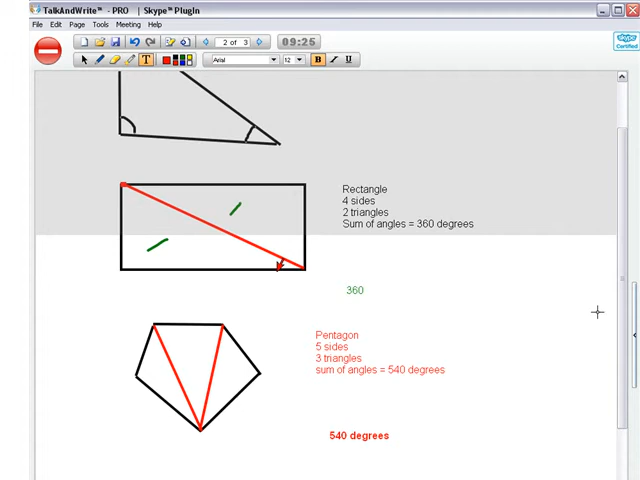 TalkAndWrite™ - PRO | Skype™ PlugIn
File Edit Page Tools Meeting Help
2 of 3
09:25
skype
Certified
T
Arial
12
B I U
Rectangle
4 sides
2 triangles
Sum of angles = 360 degrees
360
Pentagon
5 sides
3 triangles
sum of angles = 540 degrees
540 degrees